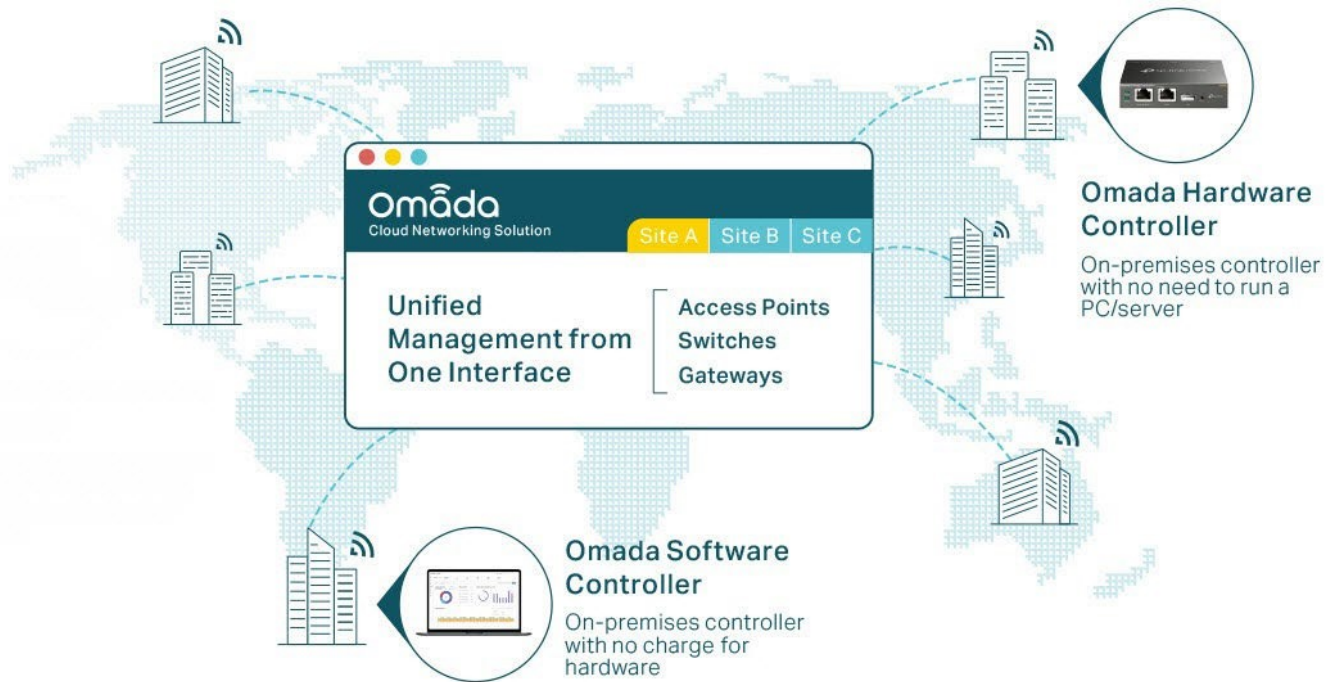 Omada
Cloud Networking Solution
Site A
Site B
Site C
Unified
Management from
One Interface
Access Points
Switches
Gateways
Omada Hardware
Controller
On-premises controller
with no need to run a
PC/server
Omada Software
Controller
On-premises controller
with no charge for
hardware